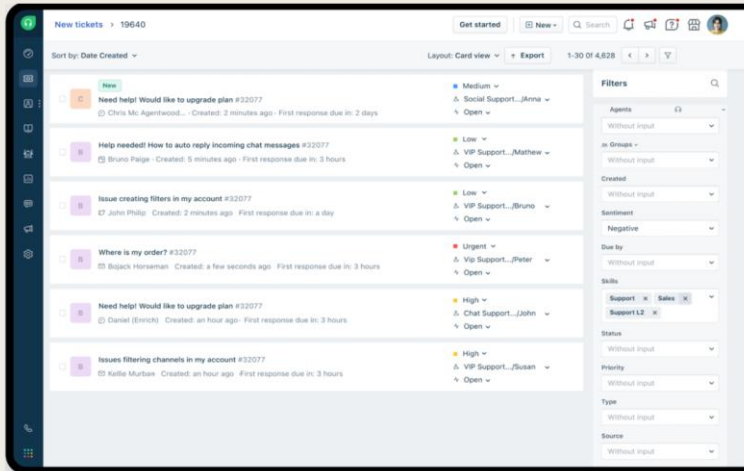 New tickets > 19640
Get started
New
Search
Sort by: Date Created
Layout: Card view
Export
1-30 Of 4,628
New
C
Need help! Would like to upgrade plan #32077
Chris Mc Agentwood... · Created: 2 minutes ago · First response due in: 2 days
Medium
Social Support.../Anna
Open
B
Help needed! How to auto reply incoming chat messages #32077
Bruno Paige · Created: 5 minutes ago · First response due in: 3 hours
Low
VIP Support.../Mathew
Open
B
Issue creating filters in my account #32077
John Philip Created: 2 minutes ago First response due in: a day
Low
VIP Support.../Bruno
Open
B
Where is my order? #32077
Bojack Horseman Created: a few seconds ago First response due in: 3 hours
Urgent
Vip Support.../Peter
Open
B
Need help! Would like to upgrade plan #32077
Daniel (Enrich) Created: an hour ago · First response due in: 3 hours
High
Chat Support.../John
Open
B
Issues filtering channels in my account #32077
Kellie Murban Created: an hour ago · First response due in: 3 hours
High
VIP Support.../Susan
Open
Filters
Agents
Without input
Groups
Without input
Created
Without input
Sentiment
Negative
Due by
Without input
Skills
Support x Sales x
Support L2 x
Status
Without input
Priority
Without input
Type
Without input
Source
Without input